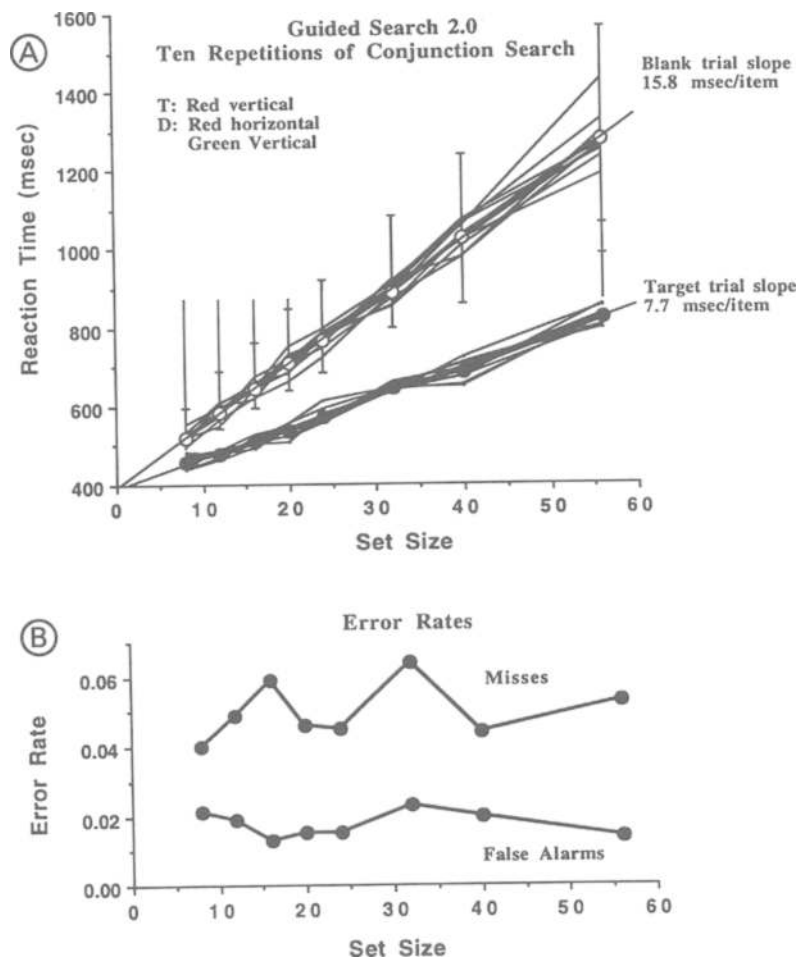 A
Guided Search 2.0
Ten Repetitions of Conjunction Search
T: Red vertical
D: Red horizontal
Green Vertical
Blank trial slope
15.8 msec/item
Target trial slope
7.7 msec/item
Reaction Time (msec)
1600
1400
1200
1000
800
600
400
0 10 20 30 40 50 60
Set Size
B
Error Rates
Misses
False Alarms
Error Rate
0.06
0.04
0.02
0.00
0 10 20 30 40 50 60
Set Size